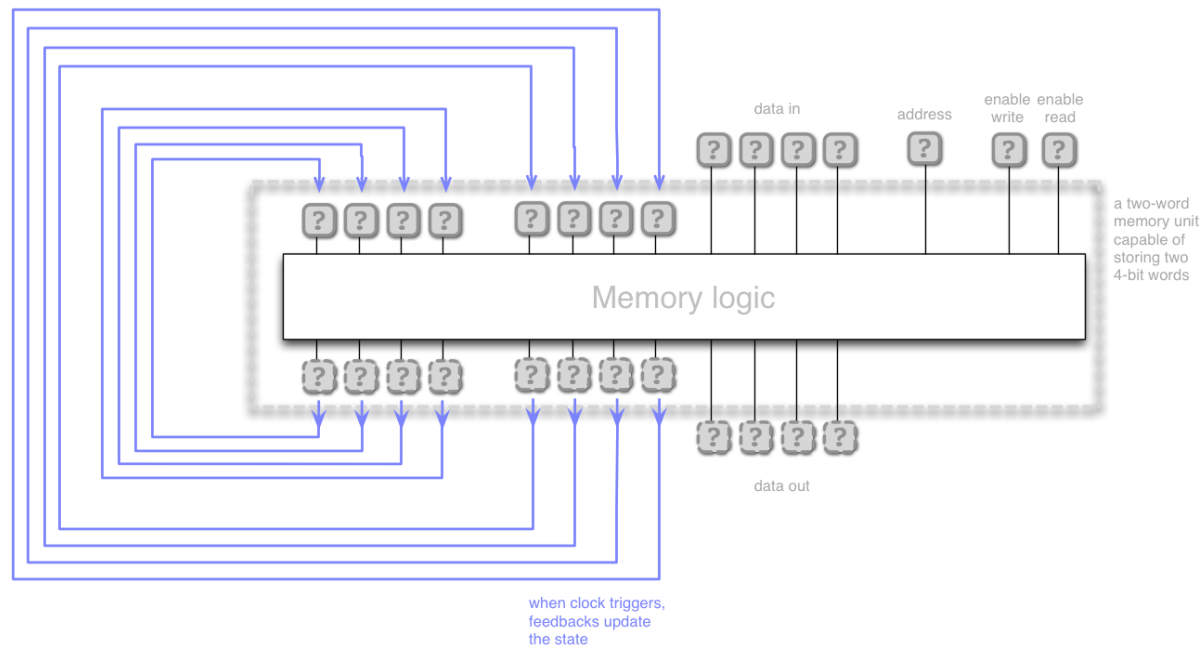 data in
address
enable
write
enable
read
? ? ? ?
?
? ?
? ? ? ?
? ? ? ?
a two-word
memory unit
capable of
storing two
4-bit words
Memory logic
? ? ? ?
? ? ? ?
? ? ? ?
data out
when clock triggers,
feedbacks update
the state